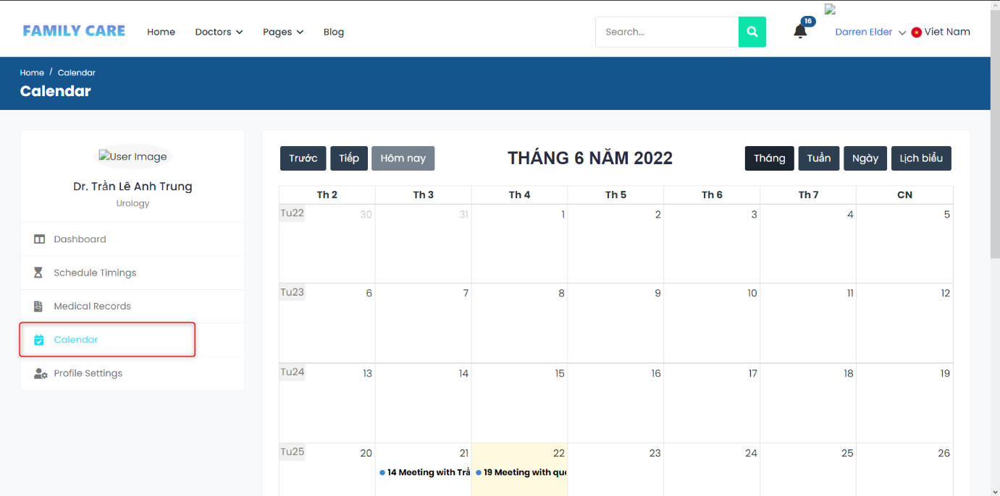 FAMILY CARE Home Doctors Pages Blog Search... 16 Darren Elder Viet Nam
Home / Calendar
Calendar
User Image
Dr. Trần Lê Anh Trung
Urology
Dashboard
Schedule Timings
Medical Records
Calendar
Profile Settings
Trước Tiếp Hôm nay THÁNG 6 NĂM 2022 Tháng Tuần Ngày Lịch biểu
Th 2 Th 3 Th 4 Th 5 Th 6 Th 7 CN
Tu22 30 31 1 2 3 4 5
Tu23 6 7 8 9 10 11 12
Tu24 13 14 15 16 17 18 19
Tu25 20 21 22 23 24 25 26
14 Meeting with Trầ 19 Meeting with qu